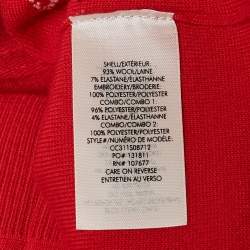 SHELL/EXTÉRIEUR:
93% WOOL/LAINE
7% ELASTANE/ÉLASTHANNE
EMBROIDERY/BRODERIE:
100% POLYESTER/POLYESTER
COMBO/COMBO 1:
96% POLYESTER/POLYESTER
4% ELASTANE/ÉLASTHANNE
COMBO/COMBO 2:
100% POLYESTER/POLYESTER
STYLE#/NUMÉRO DE MODÈLE:
CC311S08712
PO# 131811
RN# 107677
CARE ON REVERSE
ENTRETIEN AU VERSO